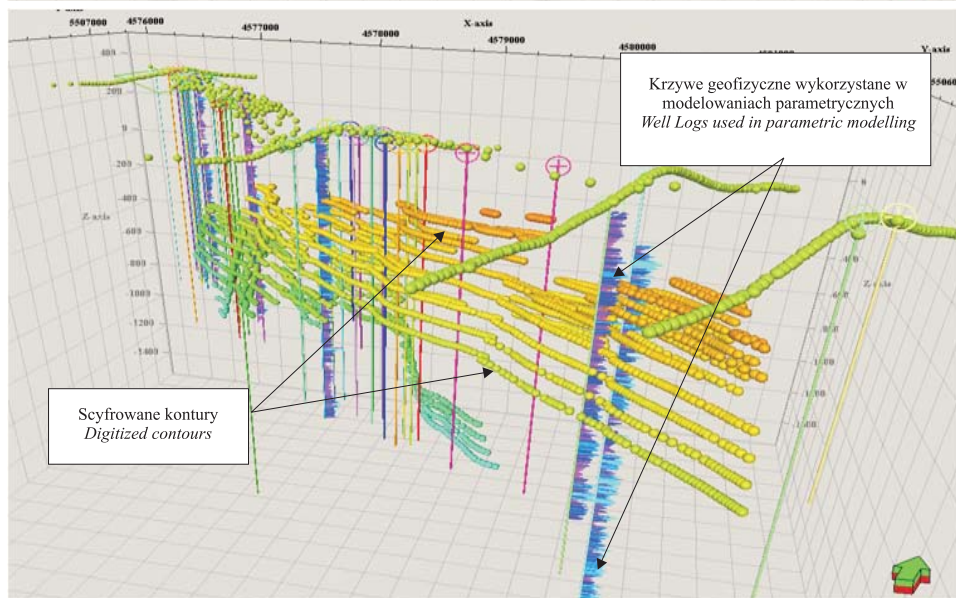 X-axis
5507000
4576000
4577000
4578000
4579000
4580000
Y-axis
400
200
0
-200
-400
Z-axis
-600
-800
-1000
-1200
-1400
Krzywe geofizyczne wykorzystane w
modelowaniach parametrycznych
Well Logs used in parametric modelling
Z-axis
Scyfrowane kontury
Digitized contours